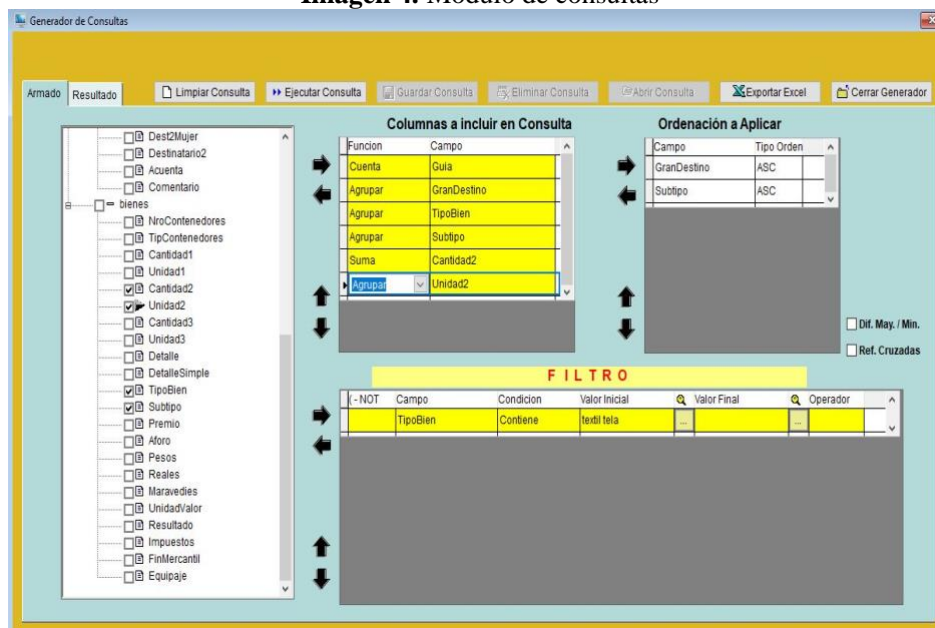 Imagen 4. Módulo de consultas
Generador de Consultas
Armado Resultado Limpiar Consulta Ejecutar Consulta Guardar Consulta Eliminar Consulta Abrir Consulta Exportar Excel Cerrar Generador
Dest2Mujer
Destinatario2
Acuenta
Comentario
bienes
NroContenedores
TipContenedores
Cantidad1
Unidad1
Cantidad2
Unidad2
Cantidad3
Unidad3
Detalle
DetalleSimple
TipoBien
Subtipo
Premio
Aforo
Pesos
Reales
Maravedies
UnidadValor
Resultado
Impuestos
FinMercantil
Equipaje
Columnas a incluir en Consulta
Funcion Campo
Cuenta Guia
Agrupar GranDestino
Agrupar TipoBien
Agrupar Subtipo
Suma Cantidad2
Agrupar Unidad2
Ordenación a Aplicar
Campo Tipo Orden
GranDestino ASC
Subtipo ASC
Dif. May. / Min.
Ref. Cruzadas
FILTRO
( - NOT Campo Condicion Valor Inicial Valor Final Operador
TipoBien Contiene textil tela ... ...